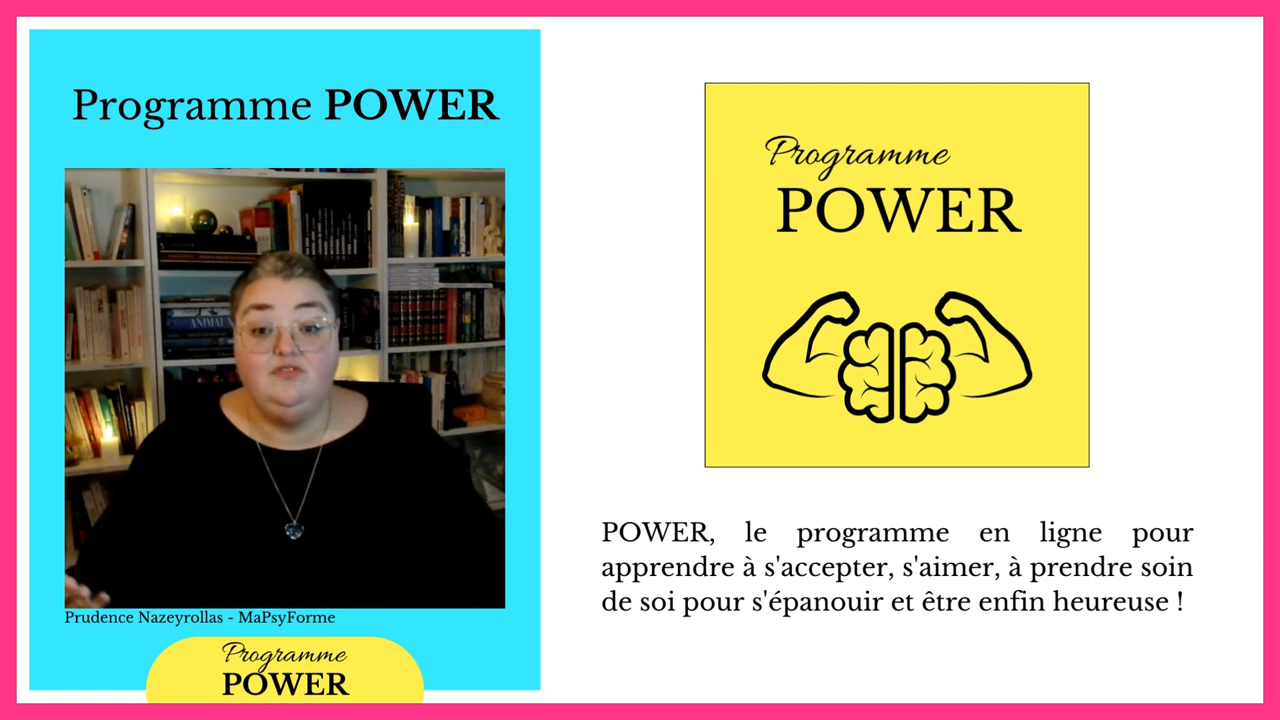 Programme POWER
ANIMAL
Prudence Nazeyrollas - MaPsyForme
Programme
POWER
Programme
POWER
POWER, le programme en ligne pour
apprendre à s'accepter, s'aimer, à prendre soin
de soi pour s'épanouir et être enfin heureuse !